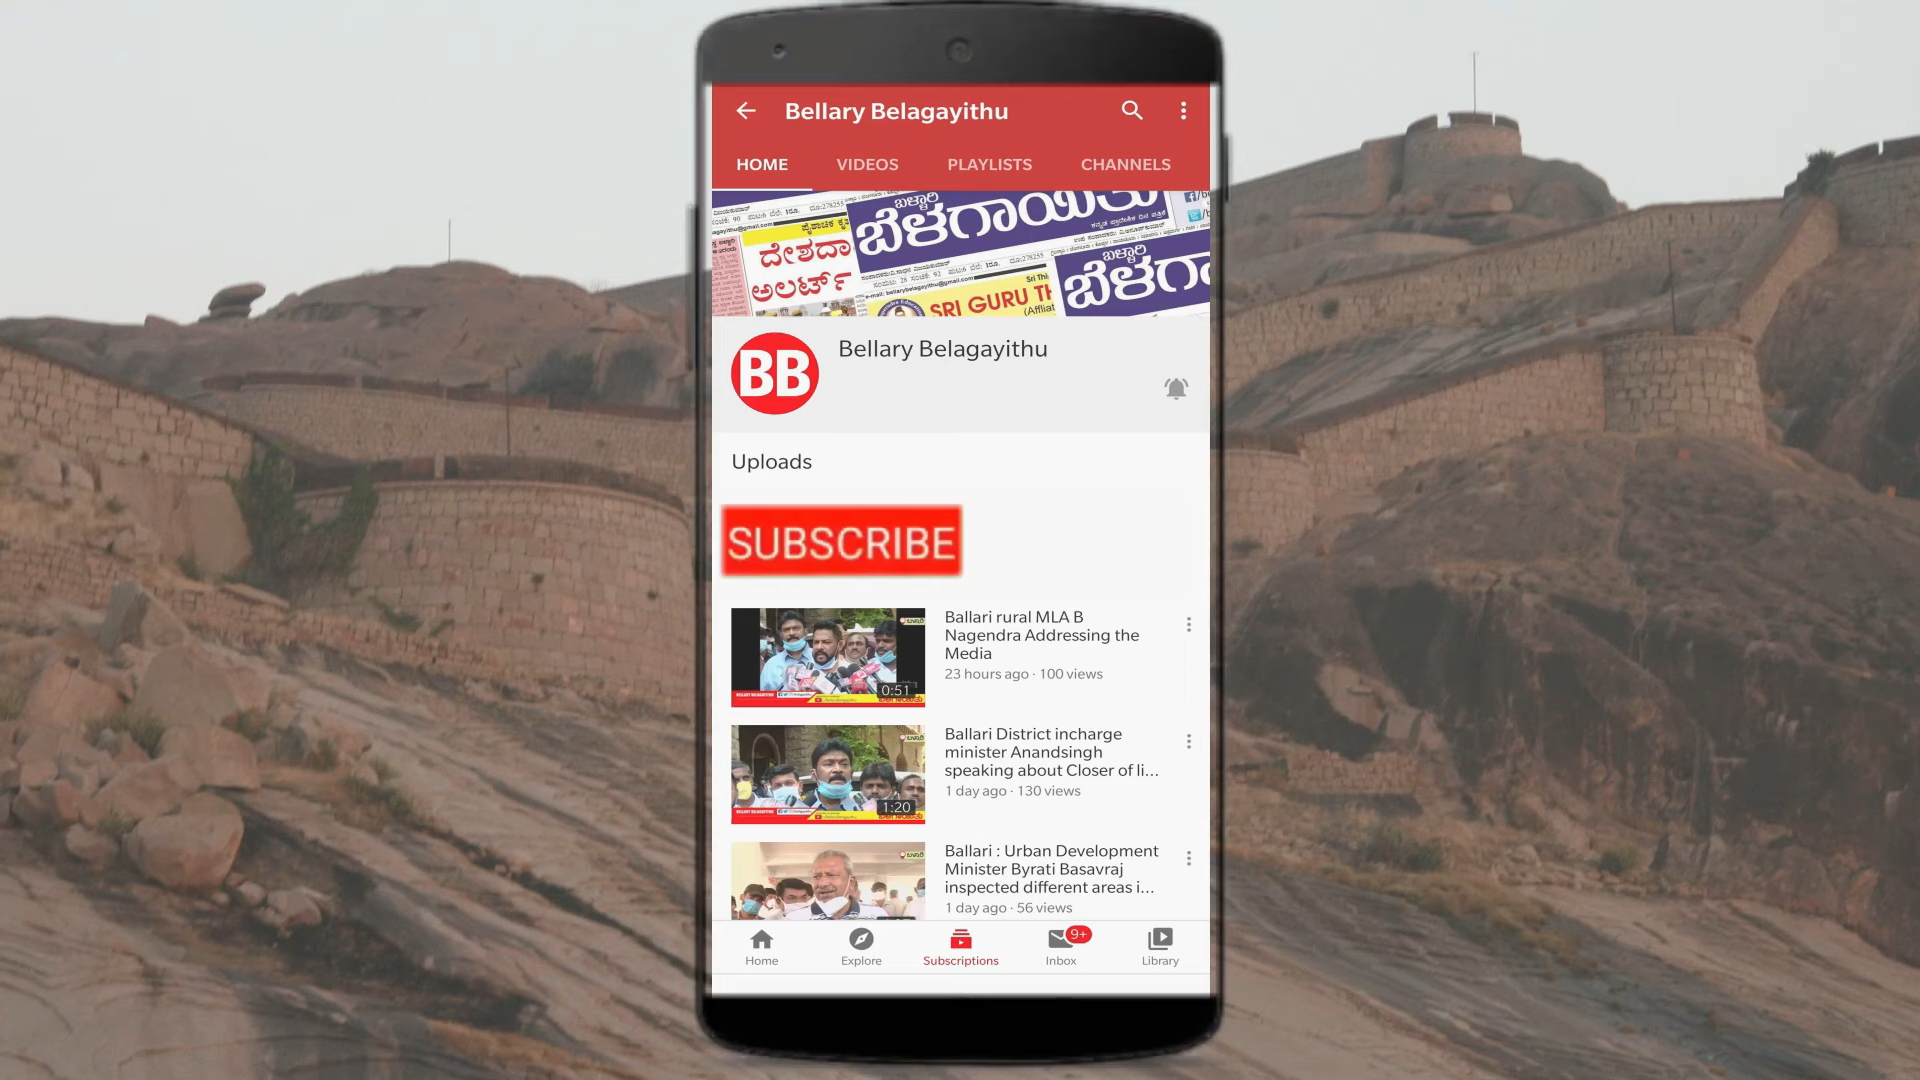 Bellary Belagayithu
HOME VIDEOS PLAYLISTS CHANNELS
ಬಳ್ಳಾರಿ
ಬೆಳಗಾಯಿತು
ದೇಶದಾ
ಅಲರ್ಟ್
SRI GURU TH
(Affliat
ಬಳ್ಳಾರಿ
ಬೆಳಗಾ
BB
Bellary Belagayithu
Uploads
SUBSCRIBE
Ballari rural MLA B
Nagendra Addressing the
Media
23 hours ago · 100 views
0:51
Ballari District incharge
minister Anandsingh
speaking about Closer of li...
1 day ago · 130 views
1:20
Ballari : Urban Development
Minister Byrati Basavraj
inspected different areas i...
1 day ago · 56 views
9+
Home Explore Subscriptions Inbox Library